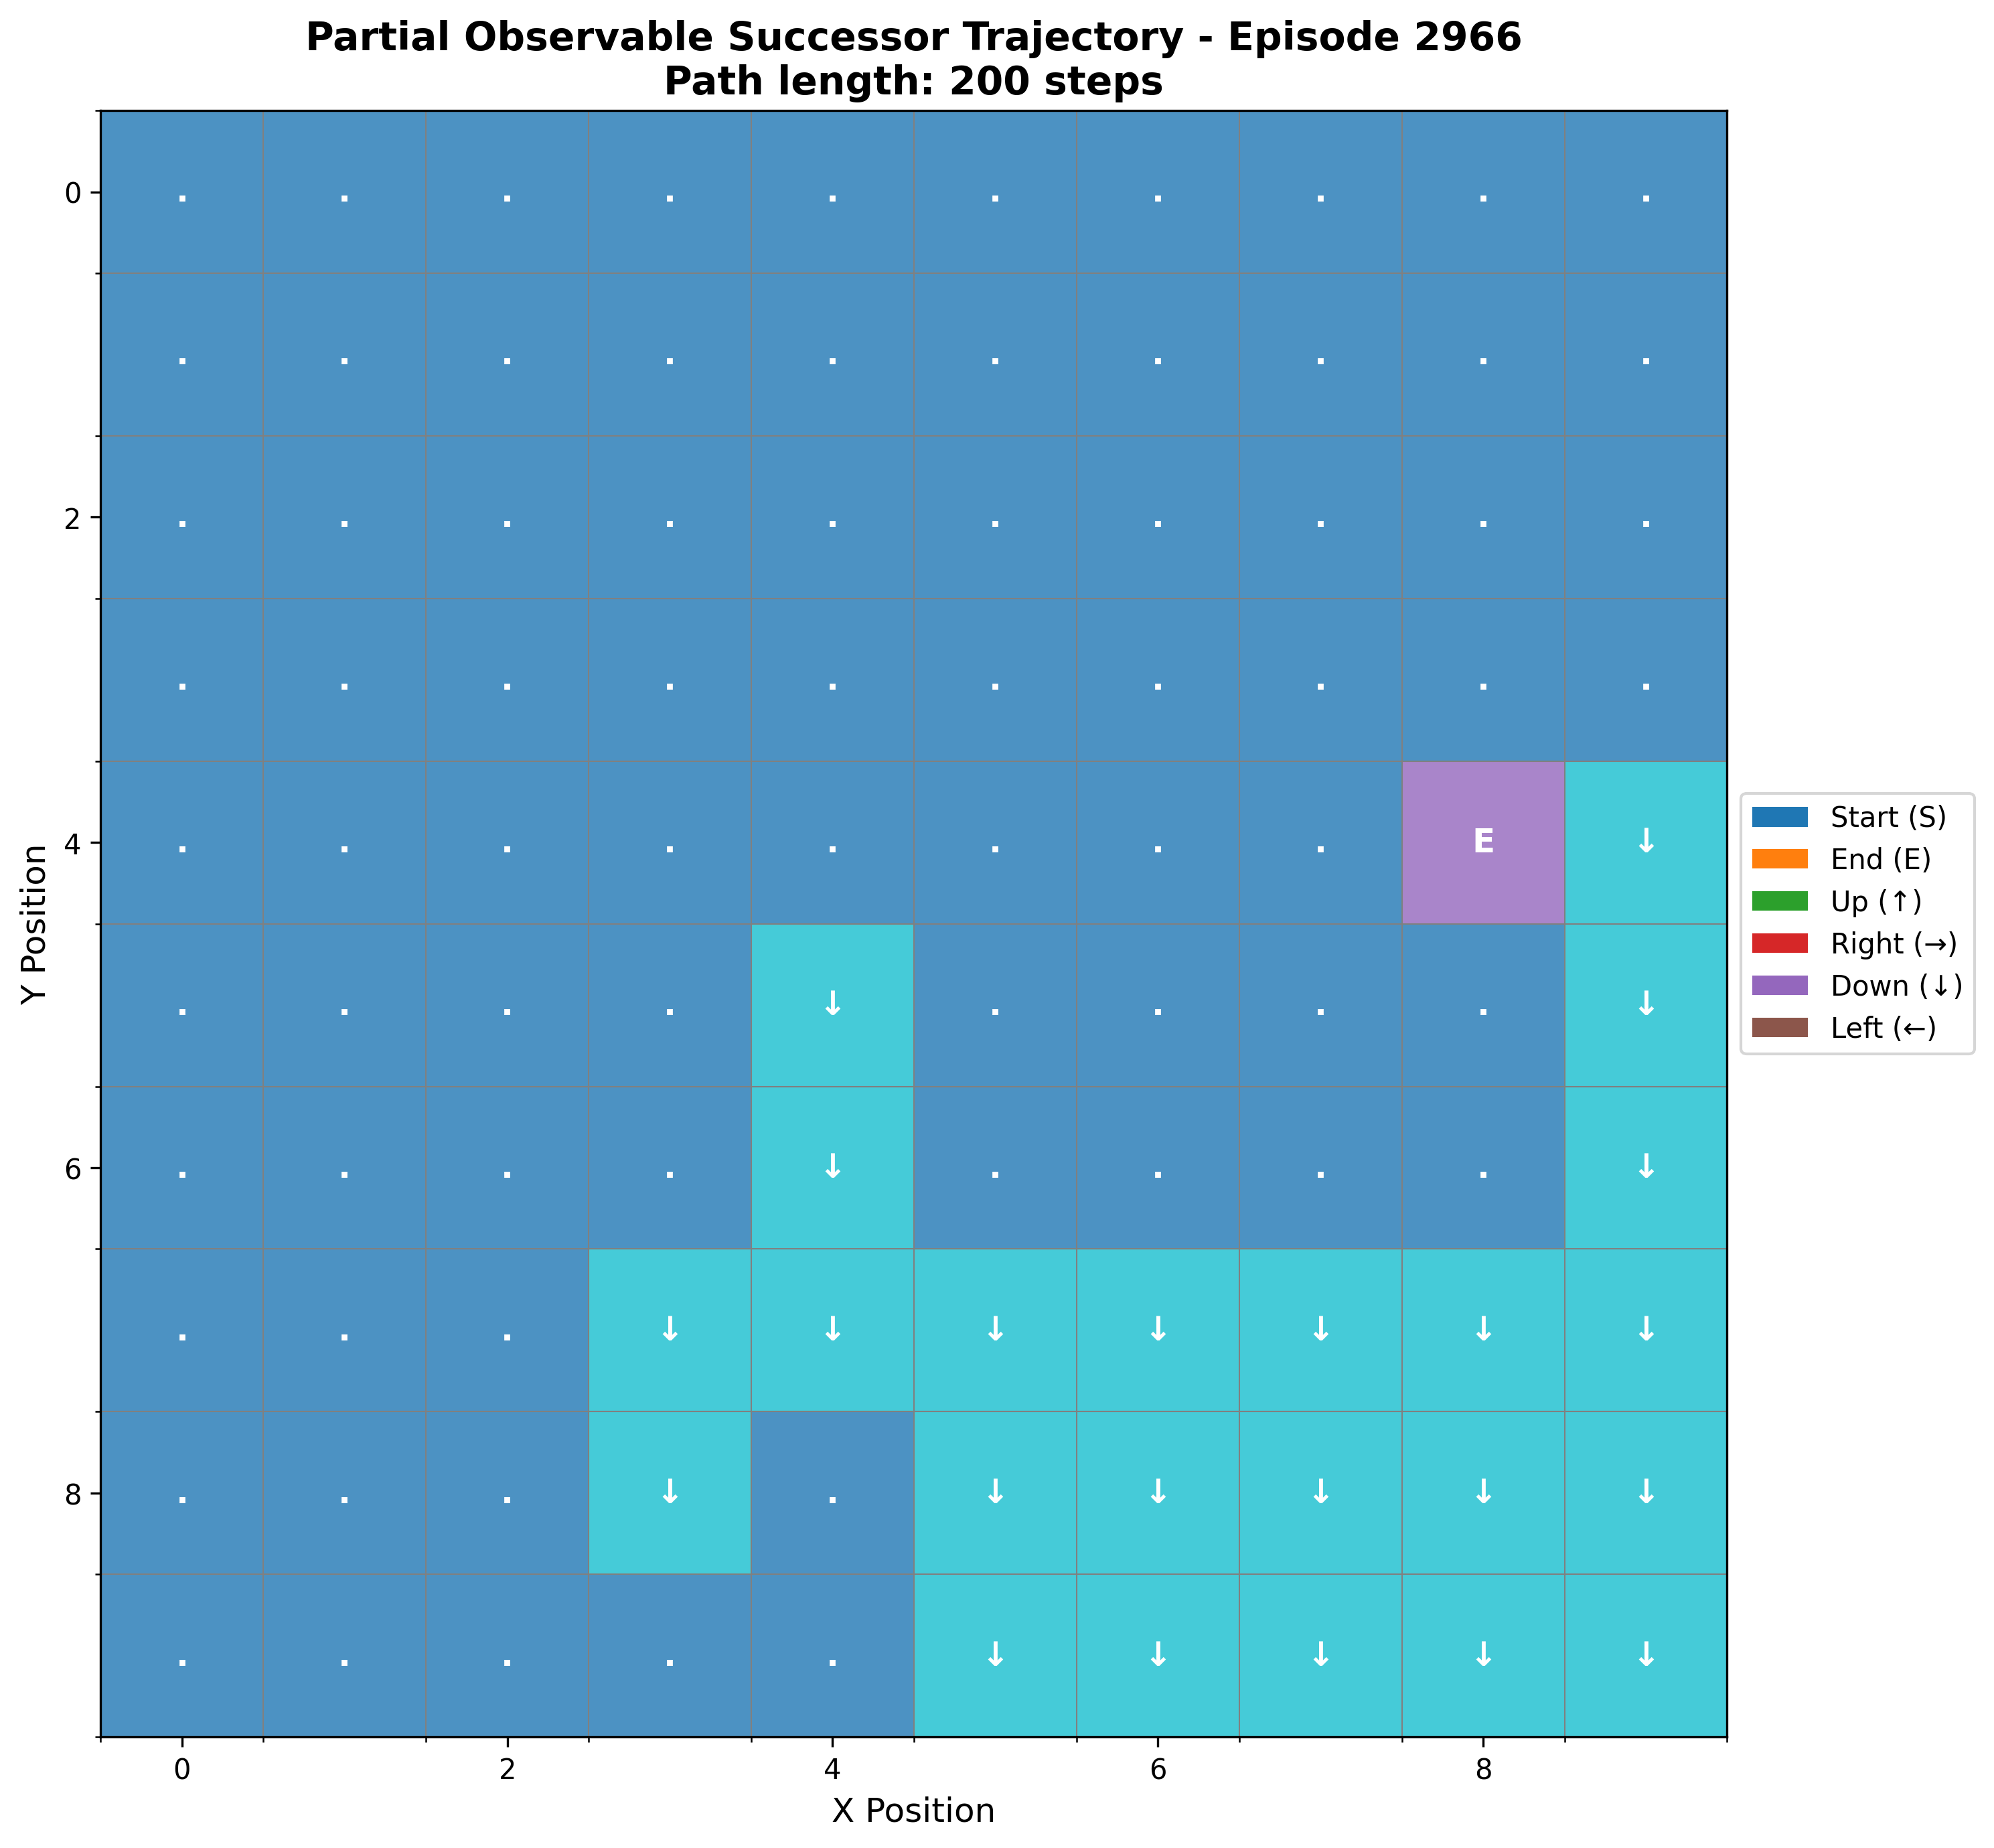 Partial Observable Successor Trajectory - Episode 2966
Path length: 200 steps
0 . . . . . . . . . .
. . . . . . . . . .
2 . . . . . . . . . .
. . . . . . . . . .
4 . . . . . . . . E ↓
. . . . ↓ . . . . ↓
6 . . . . ↓ . . . . ↓
. . . ↓ ↓ ↓ ↓ ↓ ↓ ↓
8 . . . ↓ . ↓ ↓ ↓ ↓ ↓
. . . . . ↓ ↓ ↓ ↓ ↓
0 2 4 6 8
X Position
Y Position
Start (S)
End (E)
Up (↑)
Right (→)
Down (↓)
Left (←)